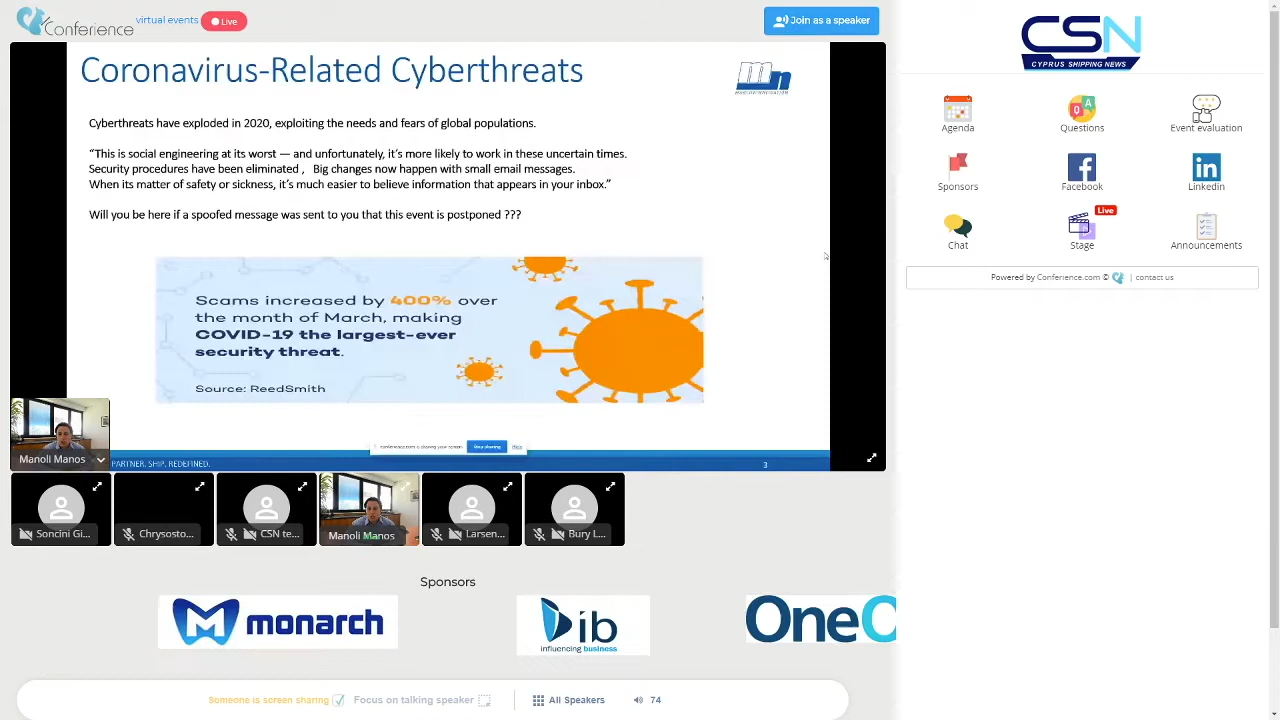 Conferience
virtual events
Live
Join as a speaker
Coronavirus-Related Cyberthreats
Cyberthreats have exploded in 2020, exploiting the needs and fears of global populations.
“This is social engineering at its worst — and unfortunately, it’s more likely to work in these uncertain times.
Security procedures have been eliminated , Big changes now happen with small email messages.
When its matter of safety or sickness, it’s much easier to believe information that appears in your inbox.”
Will you be here if a spoofed message was sent to you that this event is postponed ???
Scams increased by 400% over
the month of March, making
COVID-19 the largest-ever
security threat.
Source: ReedSmith
Manoli Manos
Stop sharing
Hide
PARTNER. SHIP. REDEFINED.
3
Soncini Gi...
Chrysosto...
CSN te...
Manoli Manos
Larsen...
Bury L...
Sponsors
monarch
ib
influencing business
OneO
Someone is screen sharing
Focus on talking speaker
All Speakers
74
CSN
CYPRUS SHIPPING NEWS
Agenda
Questions
Event evaluation
Sponsors
Facebook
Linkedin
Chat
Live
Stage
Announcements
Powered by Conferience.com © | contact us